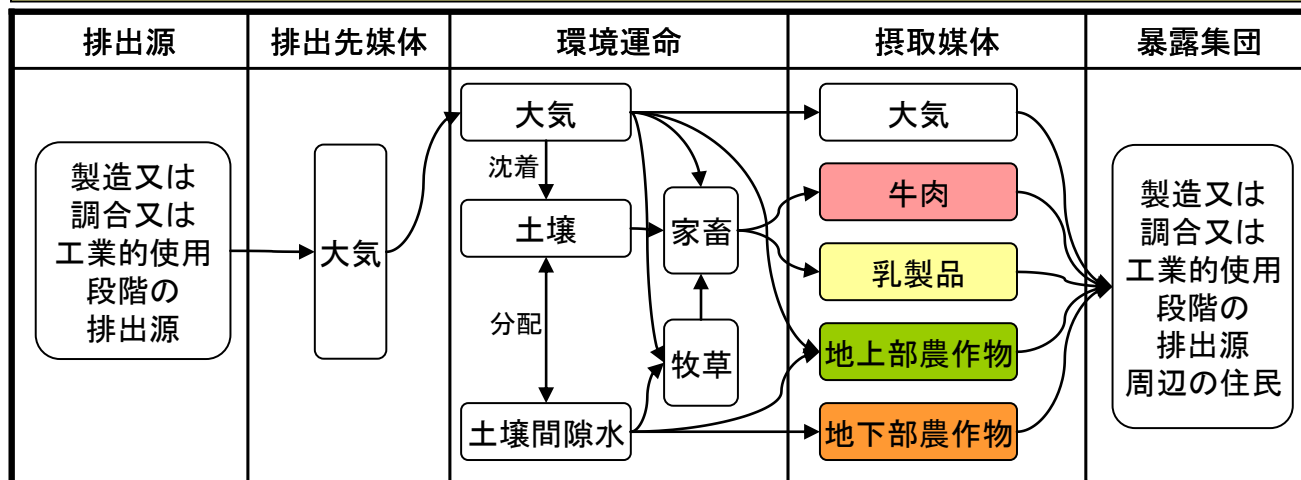 排出源
排出先媒体
環境運命
摂取媒体
暴露集団
製造又は
調合又は
工業的使用
段階の
排出源
大気
大気
沈着
土壌
分配
土壌間隙水
家畜
牧草
大気
牛肉
乳製品
地上部農作物
地下部農作物
製造又は
調合又は
工業的使用
段階の
排出源
周辺の住民